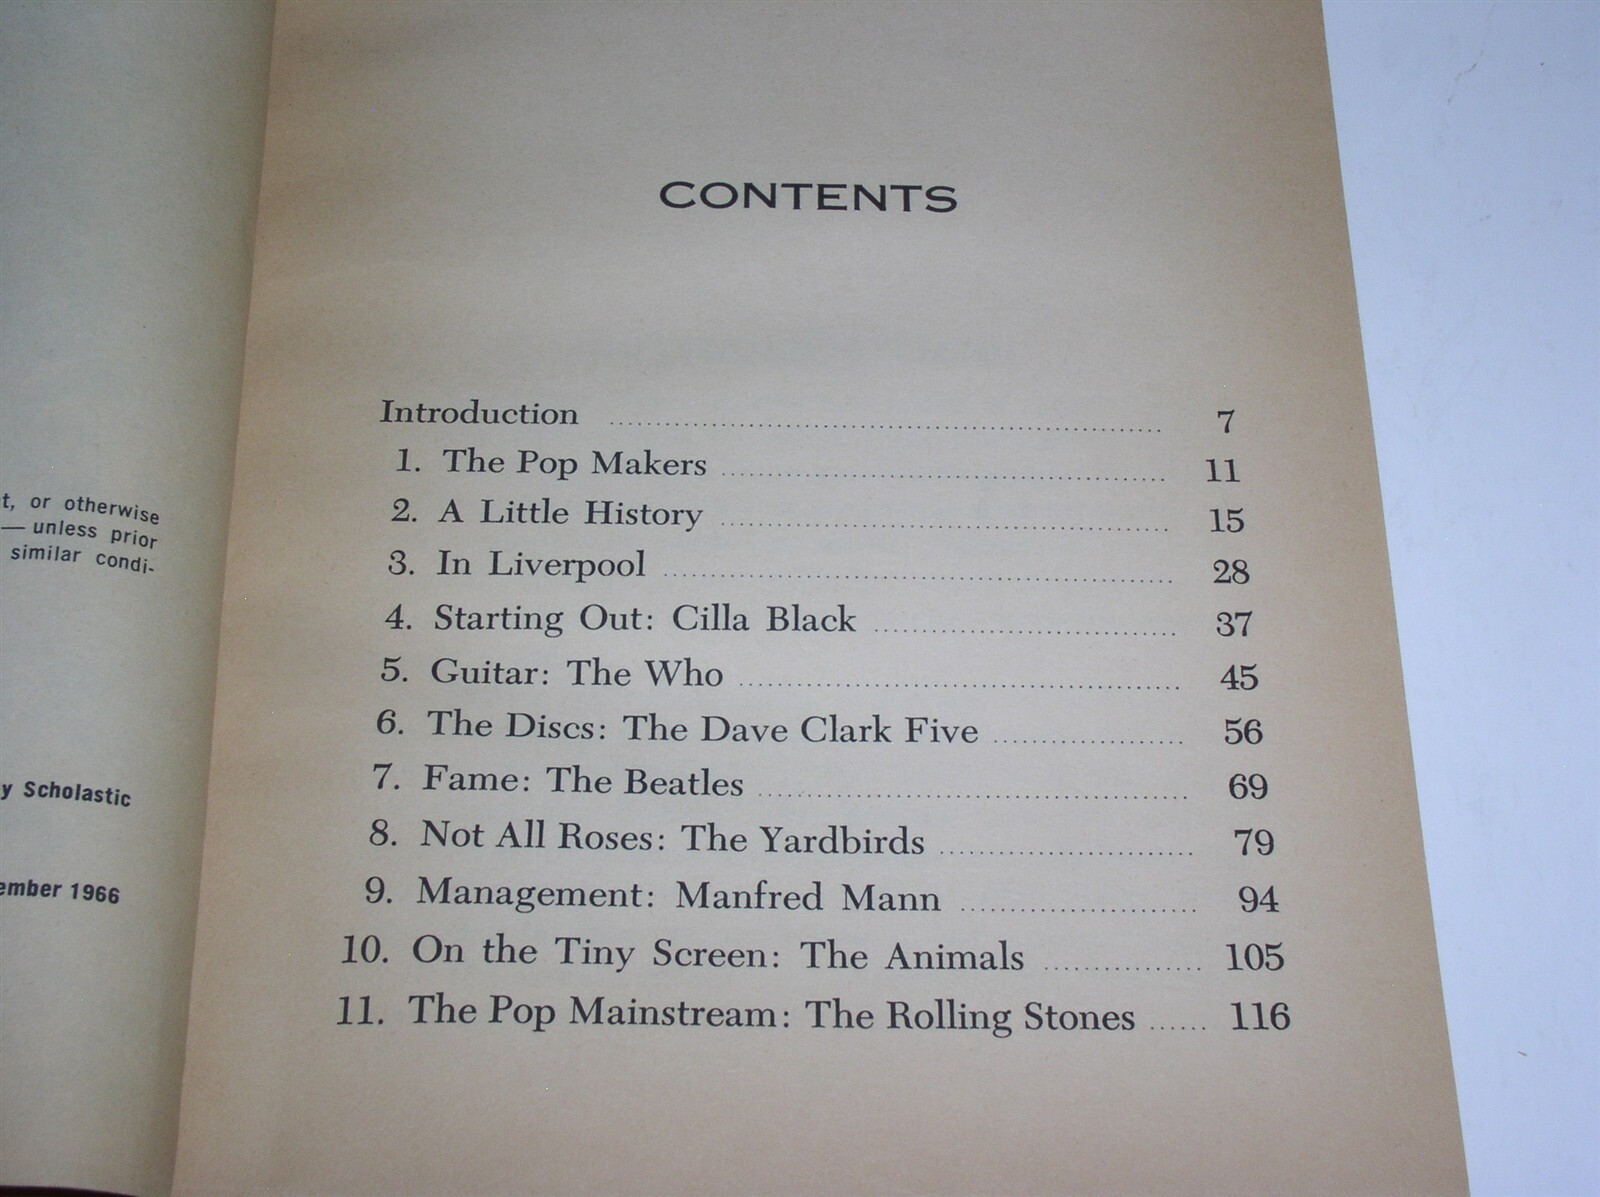 t, or otherwise
— unless prior
similar condi-
y Scholastic
ember 1966
CONTENTS
Introduction ........ 7
1. The Pop Makers ........ 11
2. A Little History ........ 15
3. In Liverpool ........ 28
4. Starting Out: Cilla Black ........ 37
5. Guitar: The Who ........ 45
6. The Discs: The Dave Clark Five ........ 56
7. Fame: The Beatles ........ 69
8. Not All Roses: The Yardbirds ........ 79
9. Management: Manfred Mann ........ 94
10. On the Tiny Screen: The Animals ........ 105
11. The Pop Mainstream: The Rolling Stones ...... 116